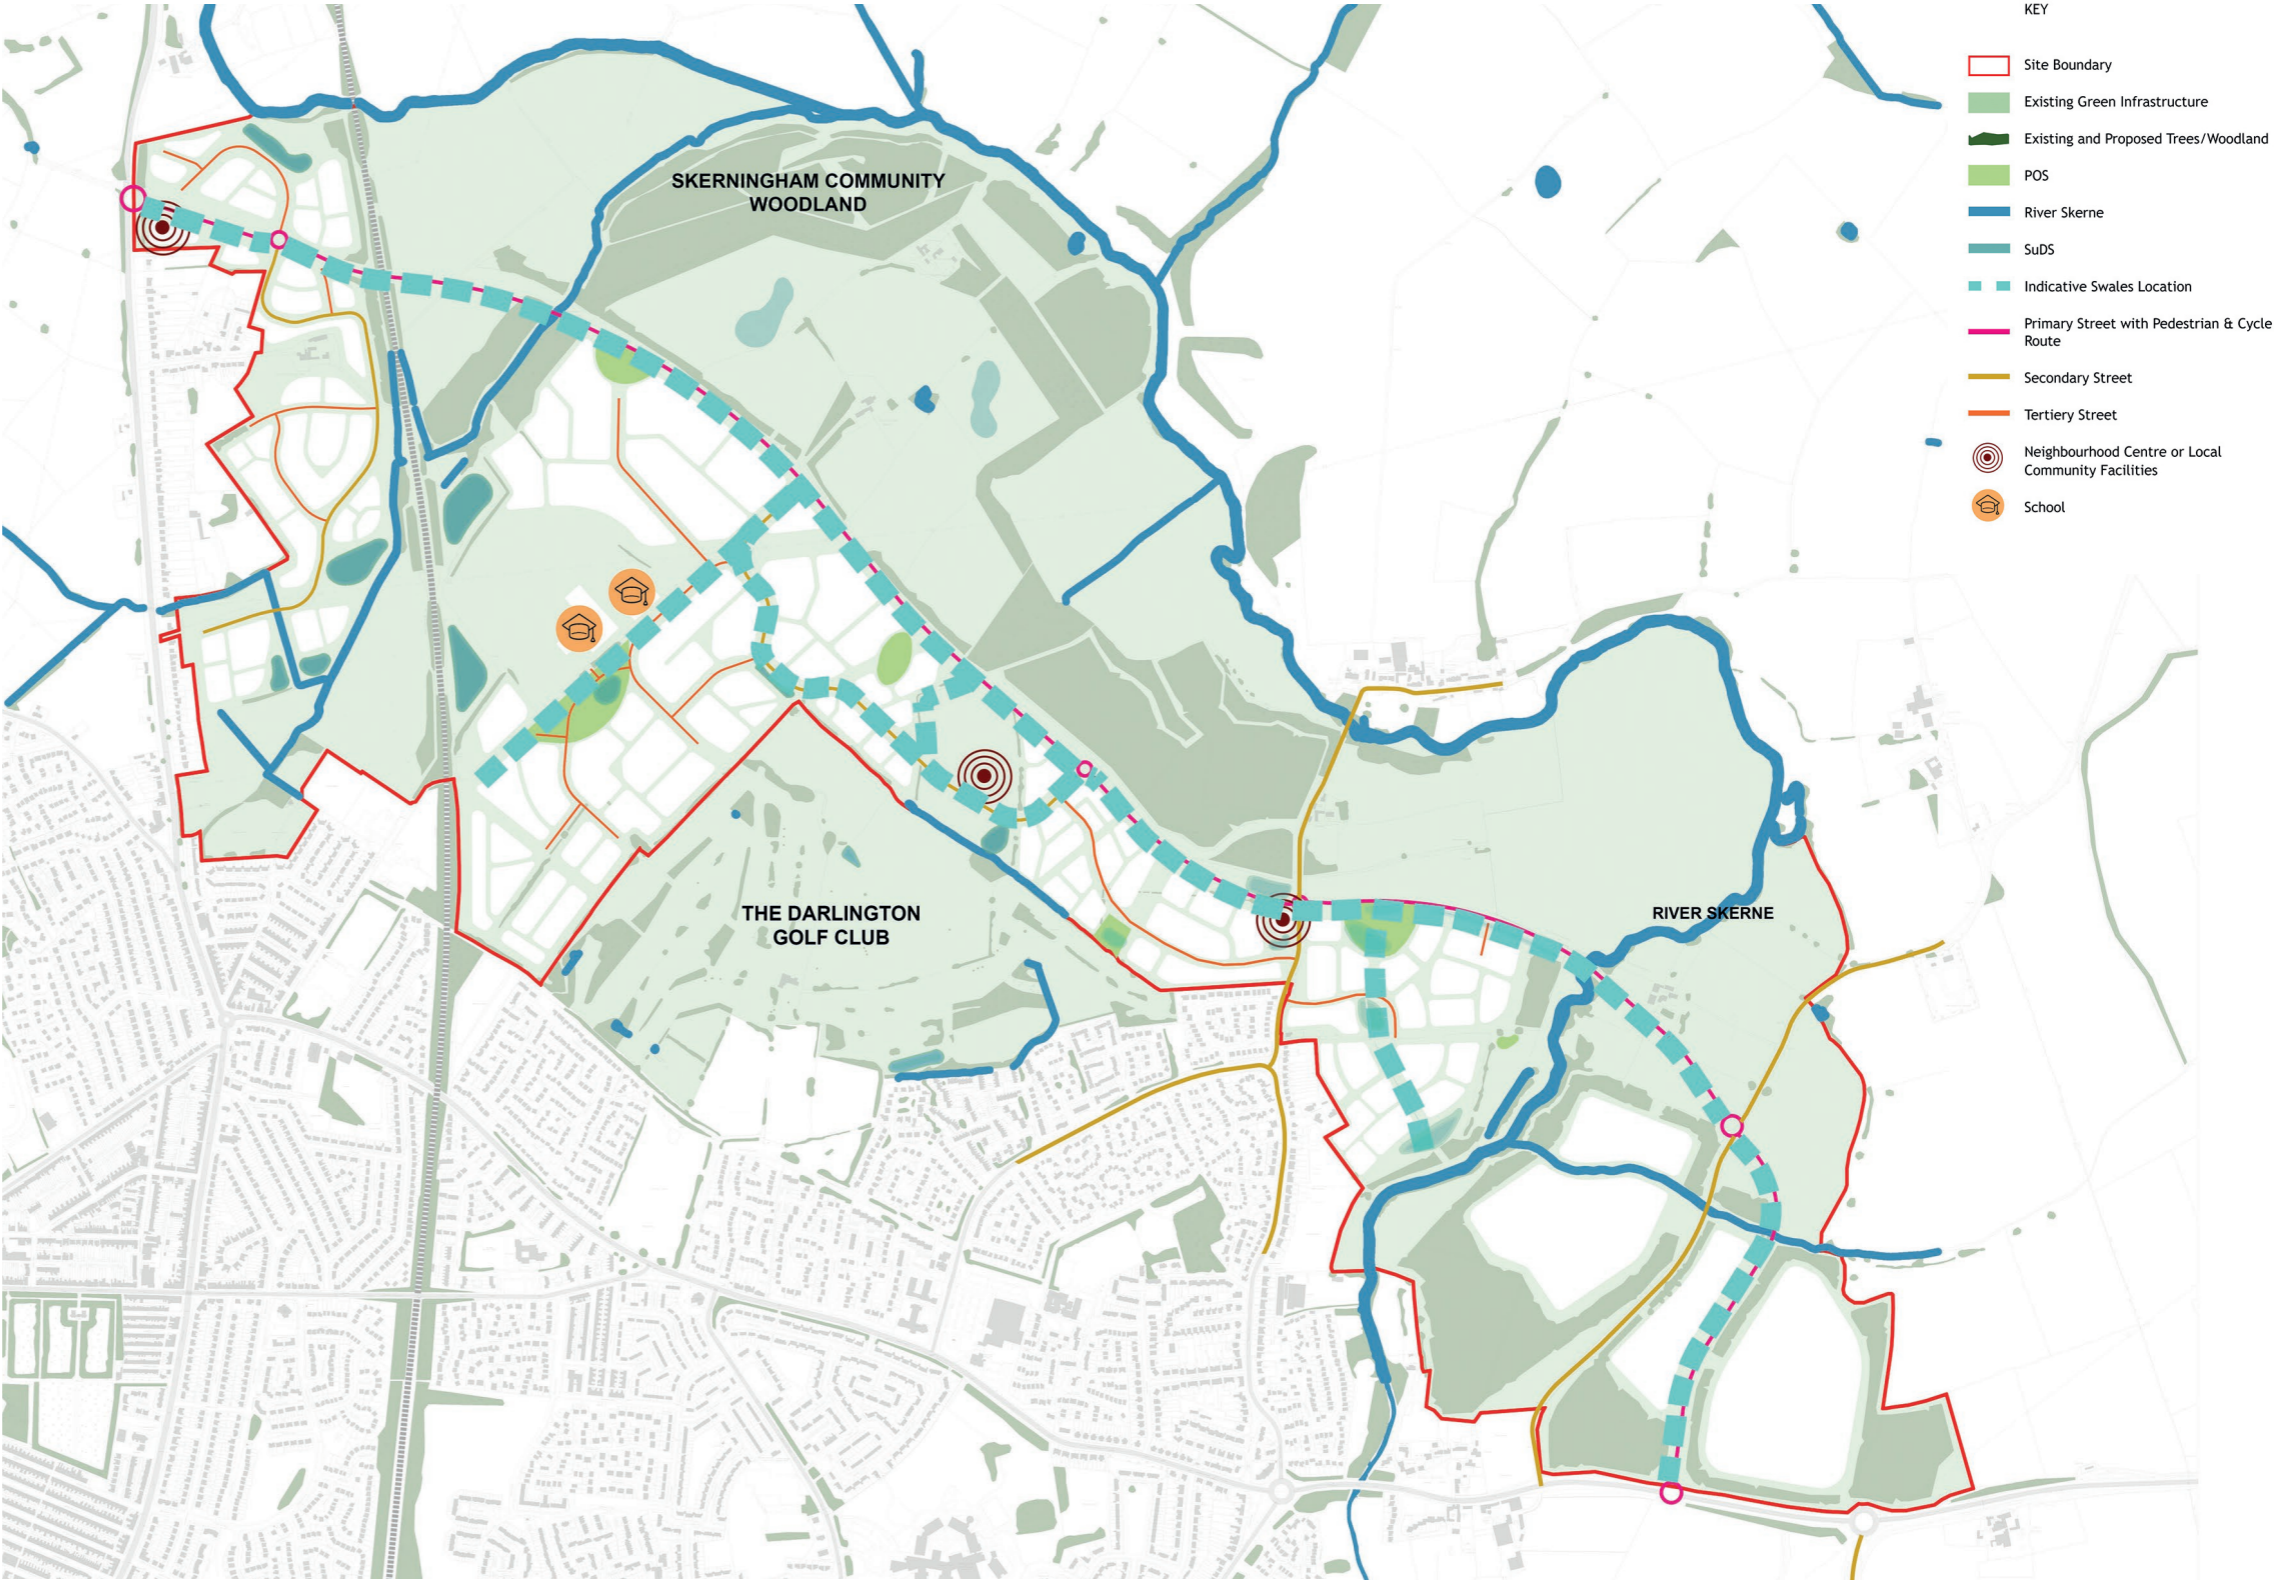 KEY
Site Boundary
Existing Green Infrastructure
Existing and Proposed Trees/Woodland
POS
River Skerne
SuDS
Indicative Swales Location
Primary Street with Pedestrian & Cycle
Route
Secondary Street
Tertiery Street
Neighbourhood Centre or Local
Community Facilities
School
SKERNINGHAM COMMUNITY
WOODLAND
THE DARLINGTON
GOLF CLUB
RIVER SKERNE